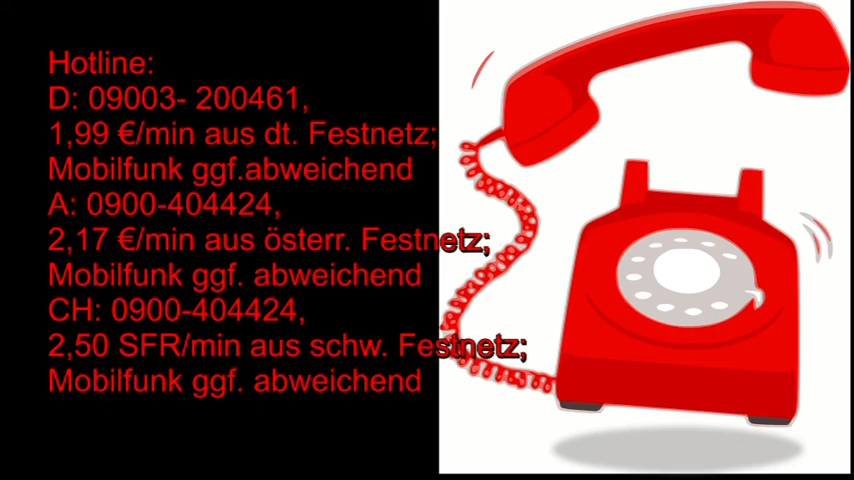 Hotline:
D: 09003- 200461,
1,99 €/min aus dt. Festnetz;
Mobilfunk ggf.abweichend
A: 0900-404424,
2,17 €/min aus österr. Festnetz;
Mobilfunk ggf. abweichend
CH: 0900-404424,
2,50 SFR/min aus schw. Festnetz;
Mobilfunk ggf. abweichend